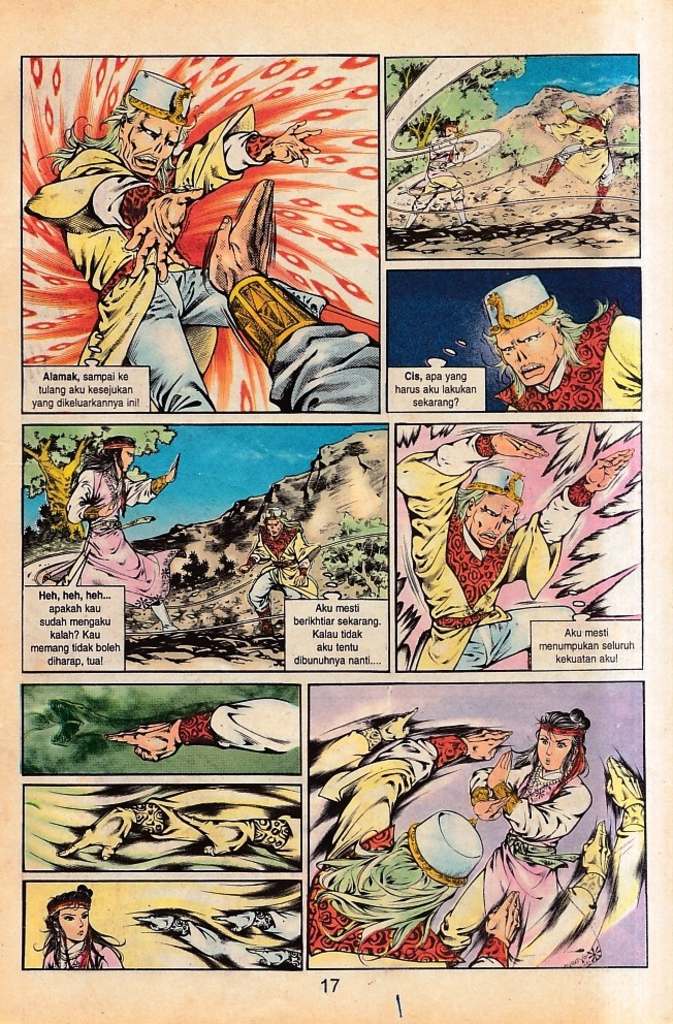 Alamak, sampai ke
tulang aku kesejukan
yang dikeluarkannya ini!
Cis, apa yang
harus aku lakukan
sekarang?
Heh, heh, heh...
apakah kau
sudah mengaku
kalah? Kau
memang tidak boleh
diharap, tua!
Aku mesti
berikhtiar sekarang.
Kalau tidak
aku tentu
dibunuhnya nanti....
Aku mesti
menumpukan seluruh
kekuatan aku!
17
1